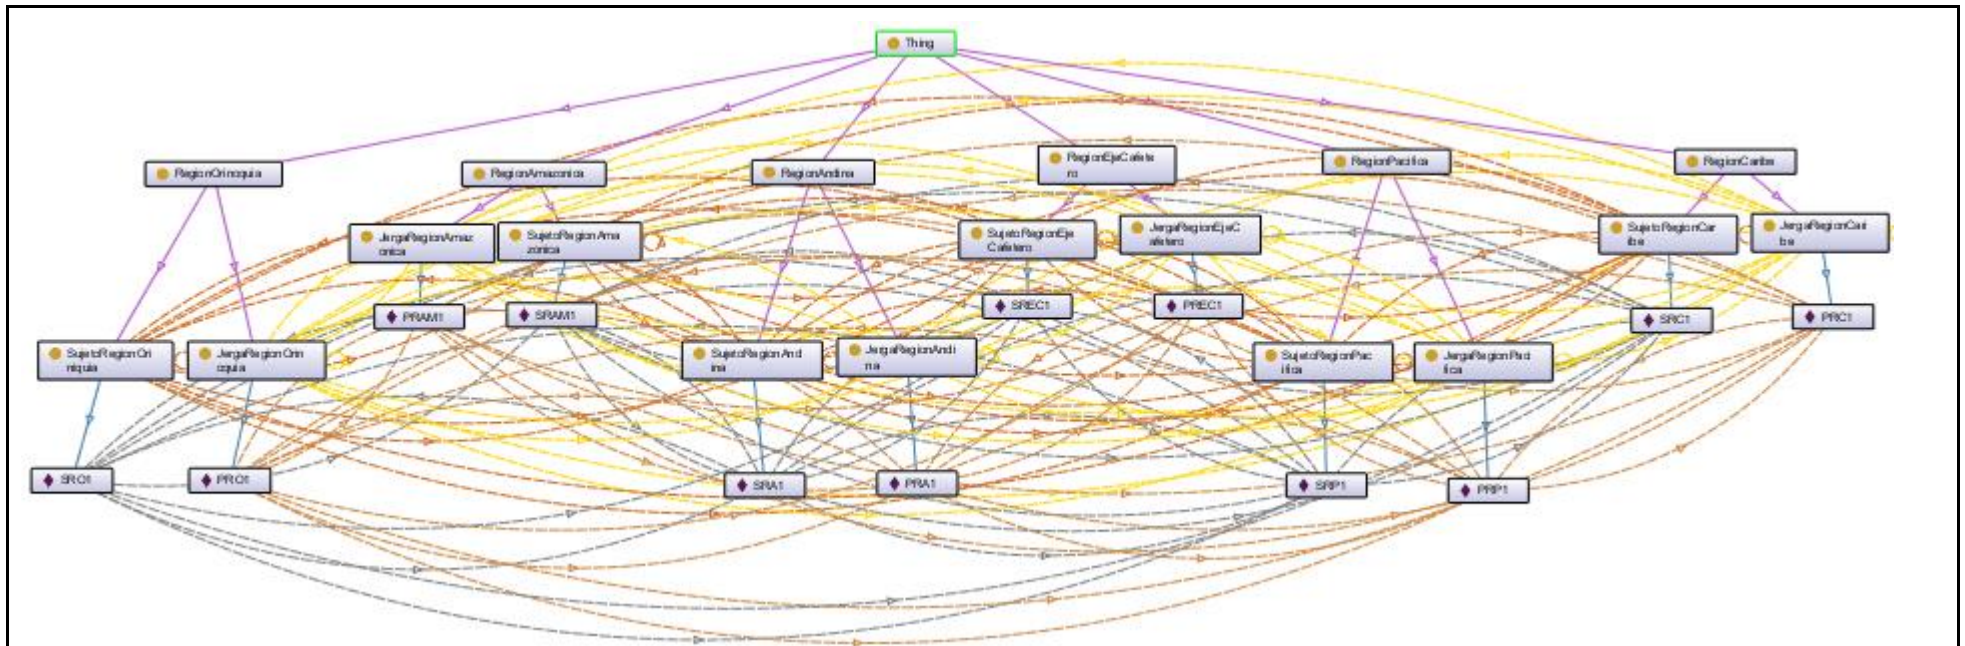 Thing
RegionOrinoquia
RegionAmazonica
RegionAndina
RegionEjeCafete
ro
RegionPacifica
RegionCaribe
JergaRegionAmaz
onica
SujetoRegionAma
zonica
SujetoRegionEje
Cafetero
JergaRegionEjeC
afetero
SujetoRegionCar
ibe
JergaRegionCari
be
PRAM1
SRAM1
SREC1
PREC1
SRC1
PRC1
SujetoRegionOri
niquia
JergaRegionOrin
oquia
SujetoRegionAnd
ina
JergaRegionAndi
na
SujetoRegionPac
ifica
JergaRegionPaci
fica
SRO1
PRO1
SRA1
PRA1
SRP1
PRP1